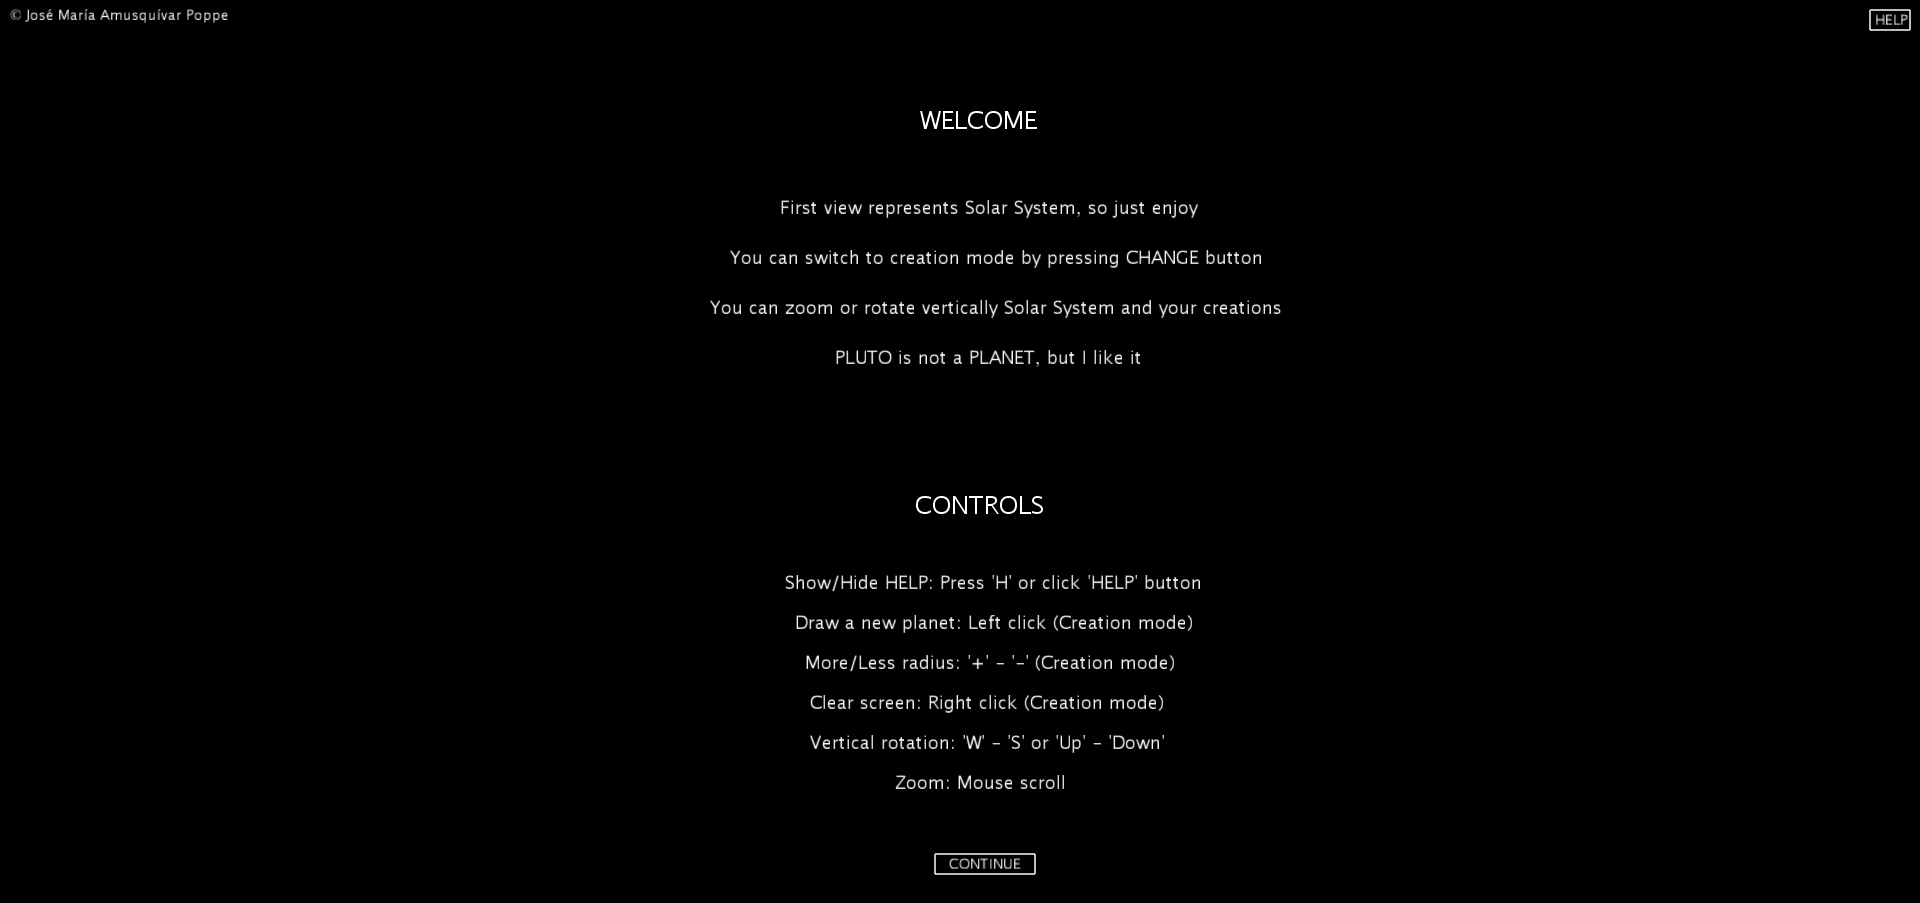 © José María Amusquívar Poppe
HELP
WELCOME
First view represents Solar System, so just enjoy
You can switch to creation mode by pressing CHANGE button
You can zoom or rotate vertically Solar System and your creations
PLUTO is not a PLANET, but I like it
CONTROLS
Show/Hide HELP: Press 'H' or click 'HELP' button
Draw a new planet: Left click (Creation mode)
More/Less radius: '+' - '-' (Creation mode)
Clear screen: Right click (Creation mode)
Vertical rotation: 'W' - 'S' or 'Up' - 'Down'
Zoom: Mouse scroll
CONTINUE